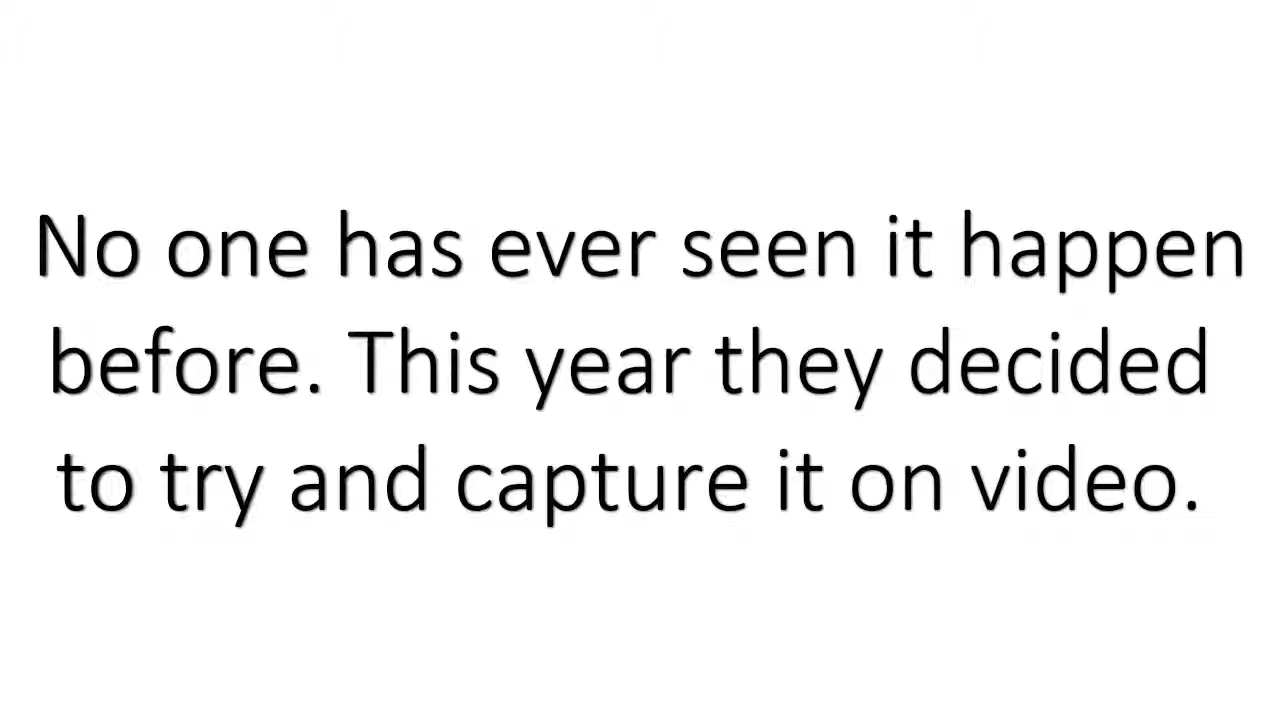 No one has ever seen it happen
before. This year they decided
to try and capture it on video.